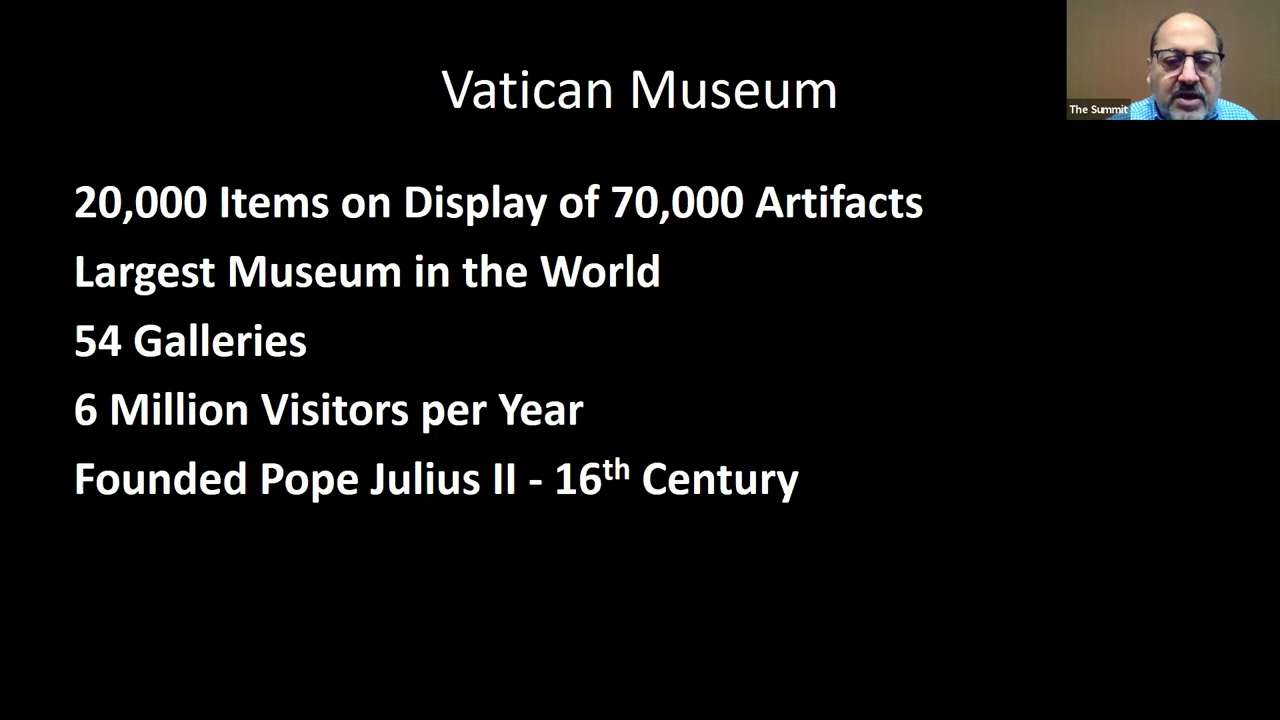 Vatican Museum
The Summit
20,000 Items on Display of 70,000 Artifacts
Largest Museum in the World
54 Galleries
6 Million Visitors per Year
Founded Pope Julius II - 16th Century